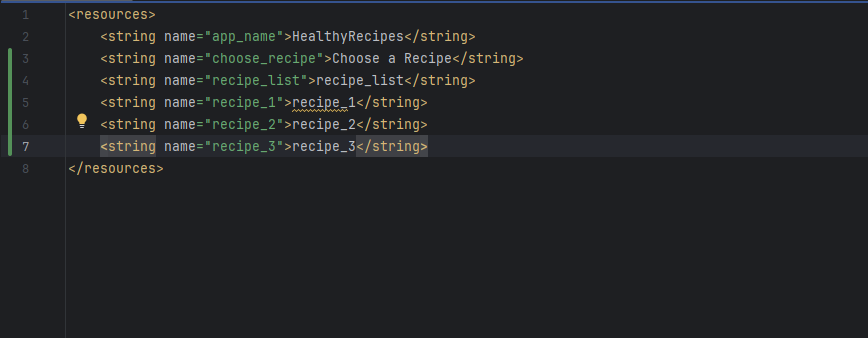 1 <resources>
2 <string name="app_name">HealthyRecipes</string>
3 <string name="choose_recipe">Choose a Recipe</string>
4 <string name="recipe_list">recipe_list</string>
5 <string name="recipe_1">recipe_1</string>
6 <string name="recipe_2">recipe_2</string>
7 <string name="recipe_3">recipe_3</string>
8 </resources>